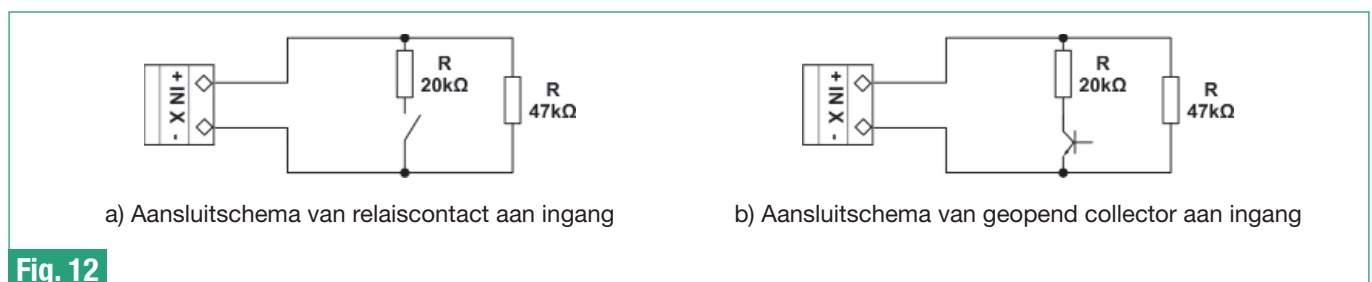 + IN X -
R
20kΩ
R
47kΩ
+ IN X -
R
20kΩ
R
47kΩ
a) Aansluitschema van relaiscontact aan ingang
b) Aansluitschema van geopend collector aan ingang
Fig. 12